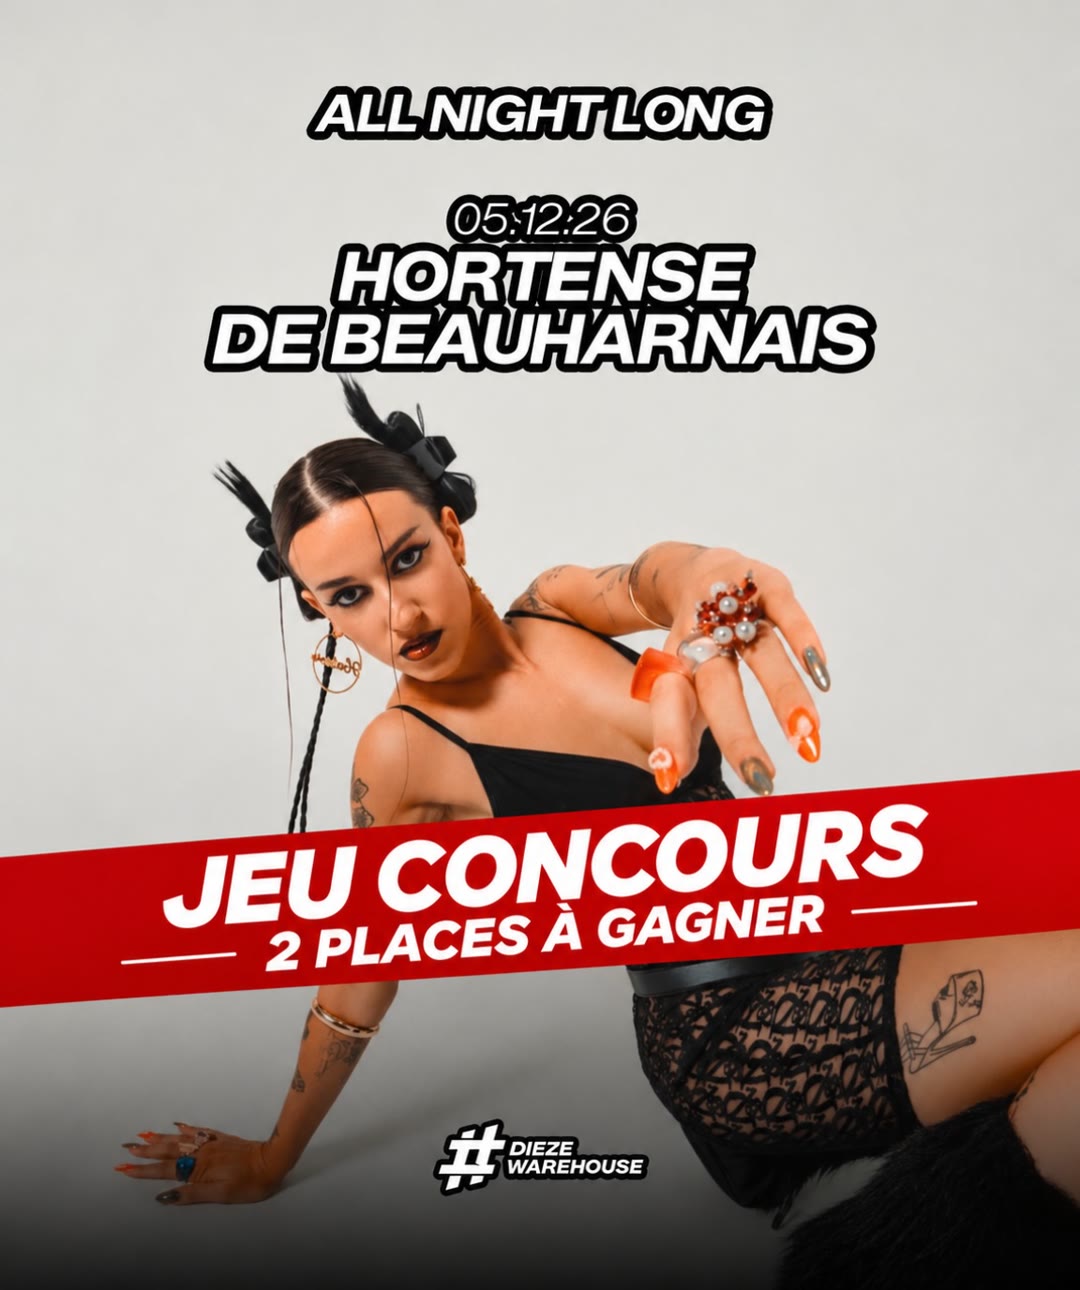 ALL NIGHT LONG
05.12.26
HORTENSE
DE BEAUHARNAIS
JEU CONCOURS
2 PLACES À GAGNER
# DIEZE
WAREHOUSE